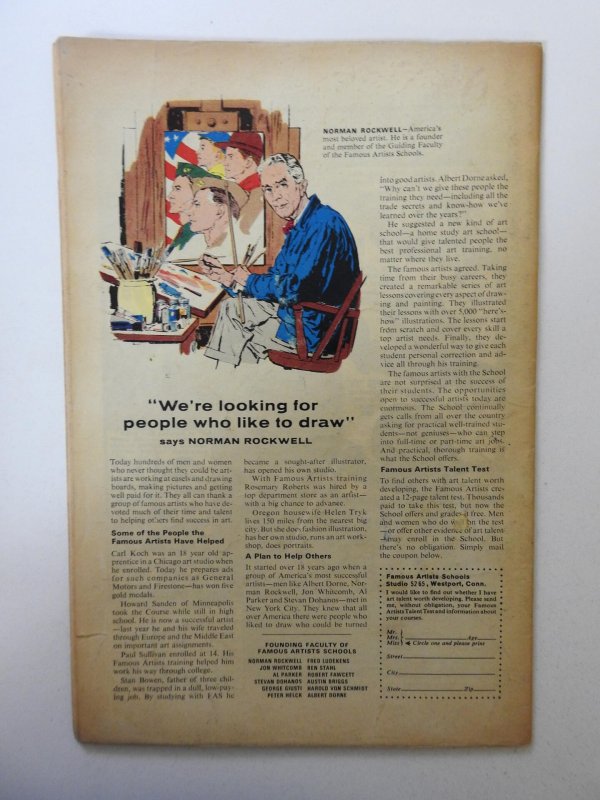 NORMAN ROCKWELL—America's
most beloved artist. He is a founder
and member of the Guiding Faculty
of the Famous Artists Schools.
"We're looking for
people who like to draw"
says NORMAN ROCKWELL
Today hundreds of men and women
who never thought they could be art-
ists are working at easels and drawing
boards, making pictures and getting
well paid for it. They all can thank a
group of famous artists who have de-
voted much of their time and talent
to helping others find success in art.
Some of the People the
Famous Artists Have Helped
Carl Koch was an 18 year old ap-
prentice in a Chicago art studio when
he enrolled. Today he prepares ads
for such companies as General
Motors and Firestone—has won five
gold medals.
Howard Sanden of Minneapolis
took the Course while still in high
school. He is now a successful artist
—last year he and his wife traveled
through Europe and the Middle East
on important art assignments.
Paul Sullivan enrolled at 14. His
Famous Artists training helped him
work his way through college.
Stan Bowen, father of three chil-
dren, was trapped in a dull, low-pay-
ing job. By studying with FAS he
became a sought-after illustrator,
has opened his own studio.
With Famous Artists training
Rosemary Roberts was hired by a
top department store as an artist—
with a big chance to advance.
Oregon housewife Helen Tryk
lives 150 miles from the nearest big
city. But she does fashion illustration,
has her own studio, runs an art work-
shop, does portraits.
A Plan to Help Others
It started over 18 years ago when a
group of America's most successful
artists—men like Albert Dorne, Nor-
man Rockwell, Jon Whitcomb, Al
Parker and Stevan Dohanos—met in
New York City. They knew that all
over America there were people who
liked to draw who could be turned
FOUNDING FACULTY OF
FAMOUS ARTISTS SCHOOLS
NORMAN ROCKWELL FRED LUDEKENS
JON WHITCOMB BEN STAHL
AL PARKER ROBERT FAWCETT
STEVAN DOHANOS AUSTIN BRIGGS
GEORGE GIUSTI HAROLD VON SCHMIDT
PETER HELCK ALBERT DORNE
into good artists. Albert Dorne asked,
"Why can't we give these people the
training they need—including all the
trade secrets and know-how we've
learned over the years?"
He suggested a new kind of art
school—a home study art school—
that would give talented people the
best professional art training, no
matter where they live.
The famous artists agreed. Taking
time from their busy careers, they
created a remarkable series of art
lessons covering every aspect of draw-
ing and painting. They illustrated
their lessons with over 5,000 "here's-
how" illustrations. The lessons start
from scratch and cover every skill a
top artist needs. Finally, they de-
veloped a wonderful way to give each
student personal correction and ad-
vice all through his training.
The famous artists with the School
are not surprised at the success of
their students. The opportunities
open to successful artists today are
enormous. The School continually
gets calls from all over the country
asking for practical well-trained stu-
dents—not geniuses—who can step
into full-time or part-time art jobs.
And practical, thorough training is
what the School offers.
Famous Artists Talent Test
To find others with art talent worth
developing, the Famous Artists cre-
ated a 12-page talent test. Thousands
paid to take this test, but now the
School offers and grades it free. Men
and women who do well on the test
—or offer other evidence of art talent
—may enroll in the School. But
there's no obligation. Simply mail
the coupon below.
Famous Artists Schools
Studio 5265, Westport, Conn.
I would like to find out whether I have
art talent worth developing. Please send
me, without obligation, your Famous
Artists Talent Test and information about
your courses.
Mr.
Mrs. Age
Miss Circle one and please print
Street
City
State Zip